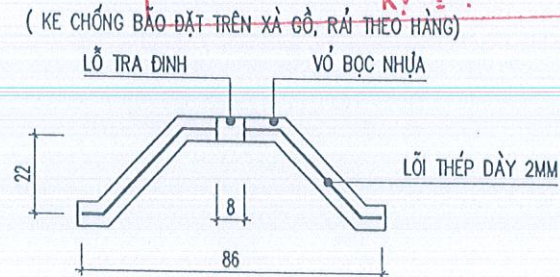 ( KE CHỐNG BÃO ĐẶT TRÊN XÀ GỒ, RẢI THEO HÀNG)
LỖ TRA ĐINH
VỎ BỌC NHỰA
LÕI THÉP DÀY 2MM
22
8
86